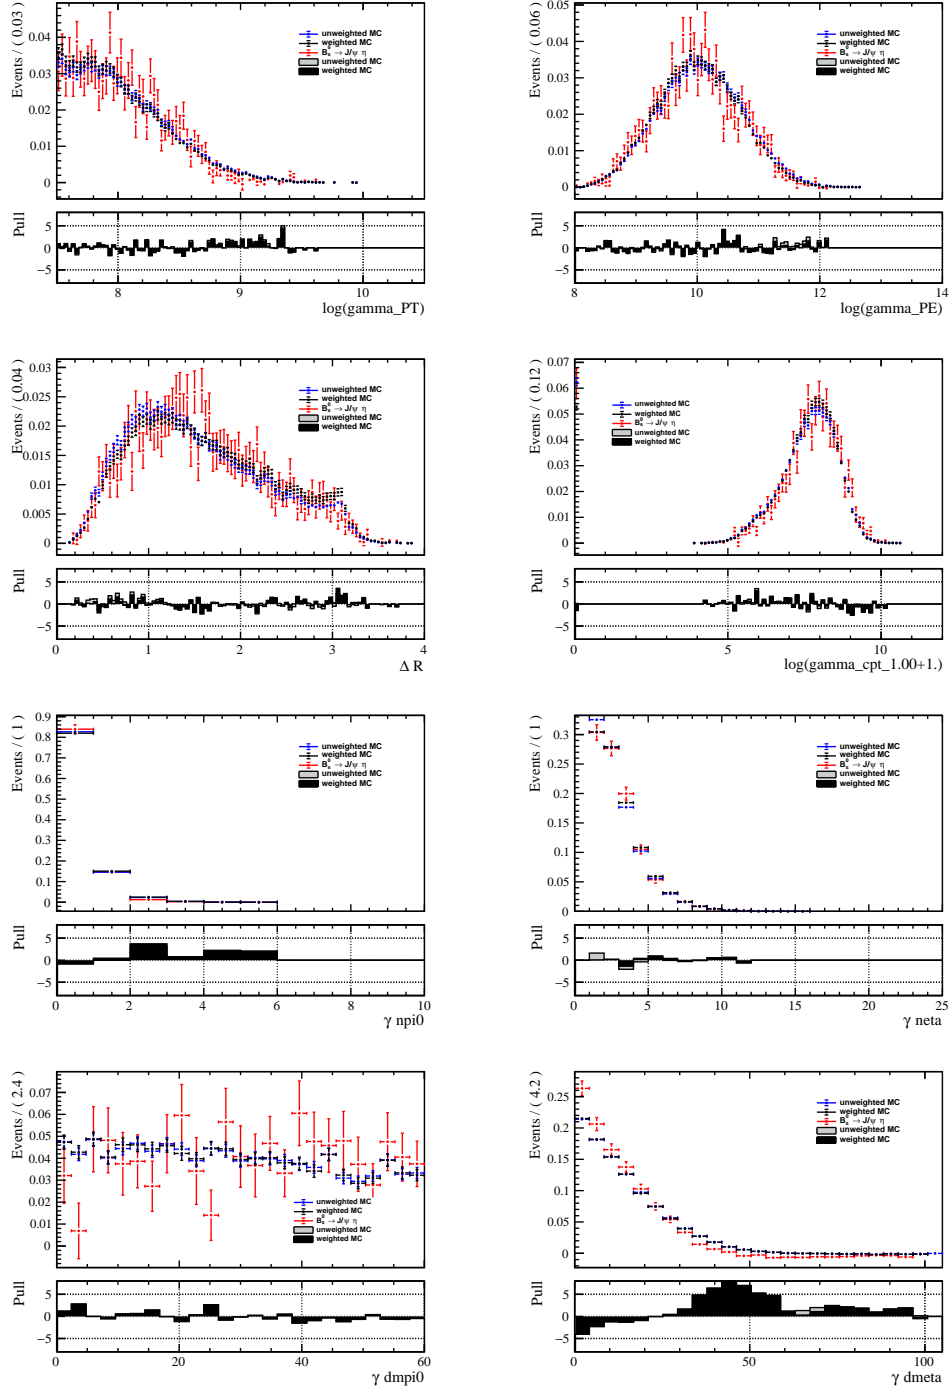 Events / ( 0.03 )
0.04
0.03
0.02
0.01
0
unweighted MC
weighted MC
B⁰ₛ → J/ψ η
unweighted MC
weighted MC
Pull
5
0
−5
8 9 10
log(gamma_PT)
Events / ( 0.06 )
0.05
0.04
0.03
0.02
0.01
0
unweighted MC
weighted MC
B⁰ₛ → J/ψ η
unweighted MC
weighted MC
Pull
5
0
−5
8 10 12 14
log(gamma_PE)
Events / ( 0.04 )
0.03
0.025
0.02
0.015
0.01
0.005
0
unweighted MC
weighted MC
B⁰ₛ → J/ψ η
unweighted MC
weighted MC
Pull
5
0
−5
0 1 2 3 4
Δ R
Events / ( 0.12 )
0.07
0.06
0.05
0.04
0.03
0.02
0.01
0
unweighted MC
weighted MC
B⁰ₛ → J/ψ η
unweighted MC
weighted MC
Pull
5
0
−5
0 5 10
log(gamma_cpt_1.00+1.)
Events / ( 1 )
0.9
0.8
0.7
0.6
0.5
0.4
0.3
0.2
0.1
0
unweighted MC
weighted MC
B⁰ₛ → J/ψ η
unweighted MC
weighted MC
Pull
5
0
−5
0 2 4 6 8 10
γ npi0
Events / ( 1 )
0.3
0.25
0.2
0.15
0.1
0.05
0
unweighted MC
weighted MC
B⁰ₛ → J/ψ η
unweighted MC
weighted MC
Pull
5
0
−5
0 5 10 15 20 25
γ neta
Events / ( 2.4 )
0.07
0.06
0.05
0.04
0.03
0.02
0.01
0
unweighted MC
weighted MC
B⁰ₛ → J/ψ η
unweighted MC
weighted MC
Pull
5
0
−5
0 20 40 60
γ dmpi0
Events / ( 4.2 )
0.25
0.2
0.15
0.1
0.05
0
unweighted MC
weighted MC
B⁰ₛ → J/ψ η
unweighted MC
weighted MC
Pull
5
0
−5
0 50 100
γ dmeta